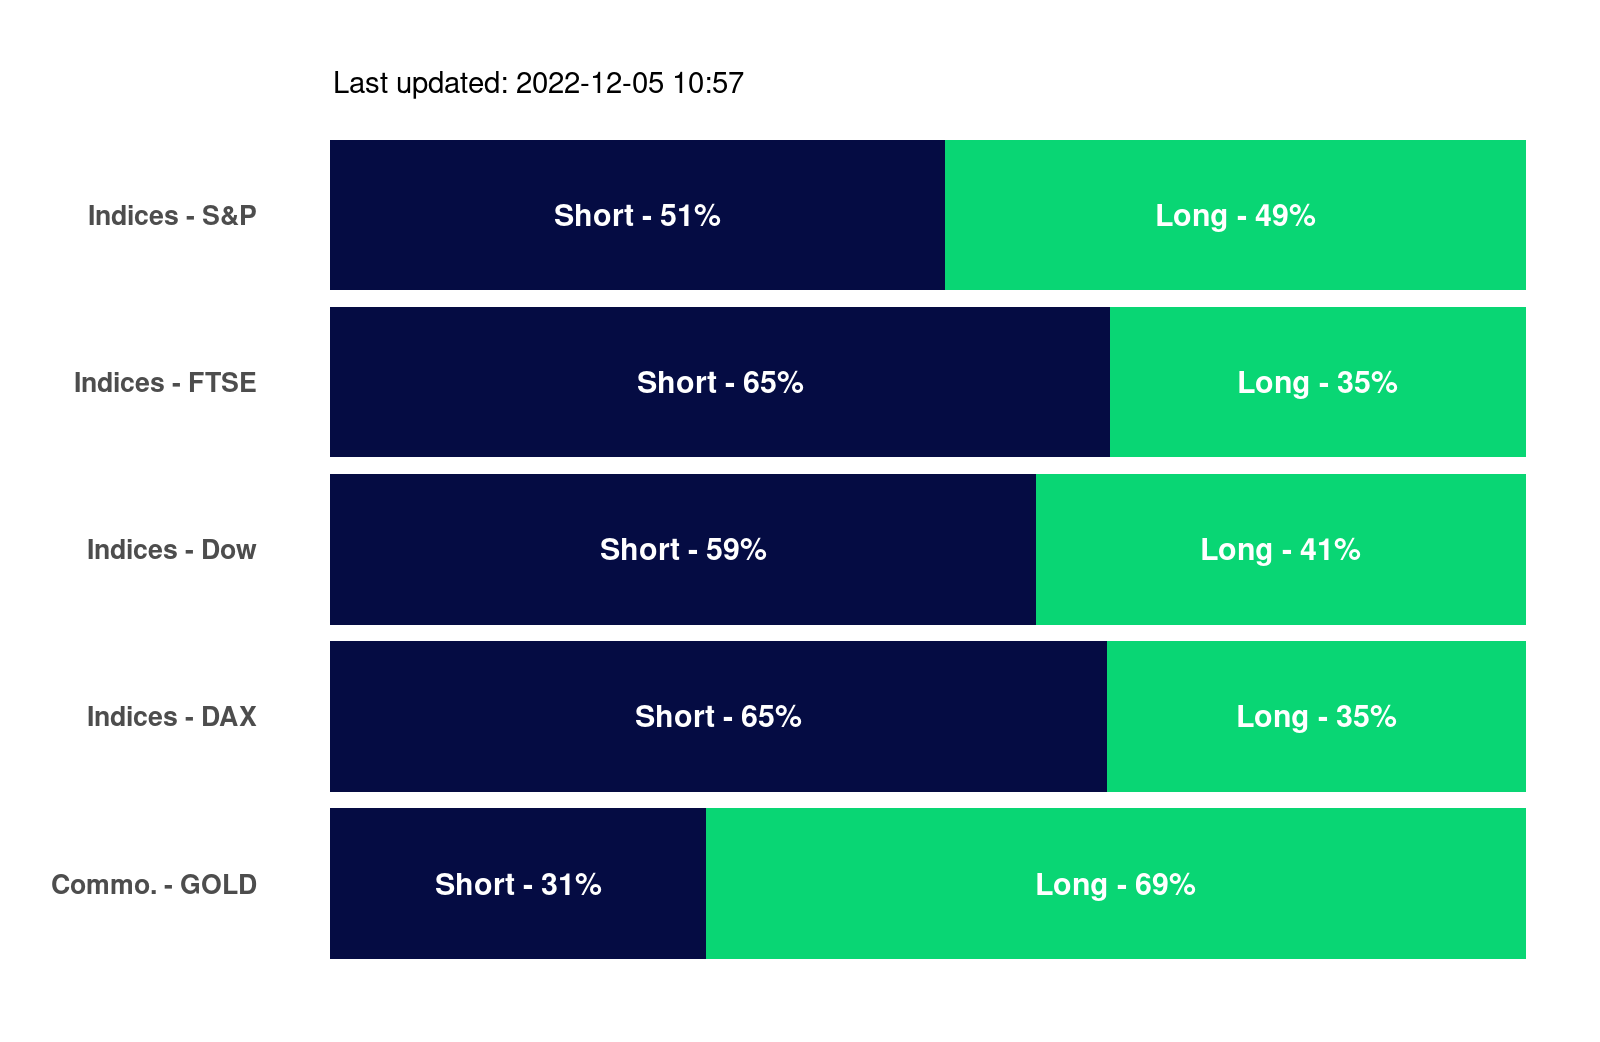 Last updated: 2022-12-05 10:57
Indices - S&P Short - 51% Long - 49%
Indices - FTSE Short - 65% Long - 35%
Indices - Dow Short - 59% Long - 41%
Indices - DAX Short - 65% Long - 35%
Commo. - GOLD Short - 31% Long - 69%